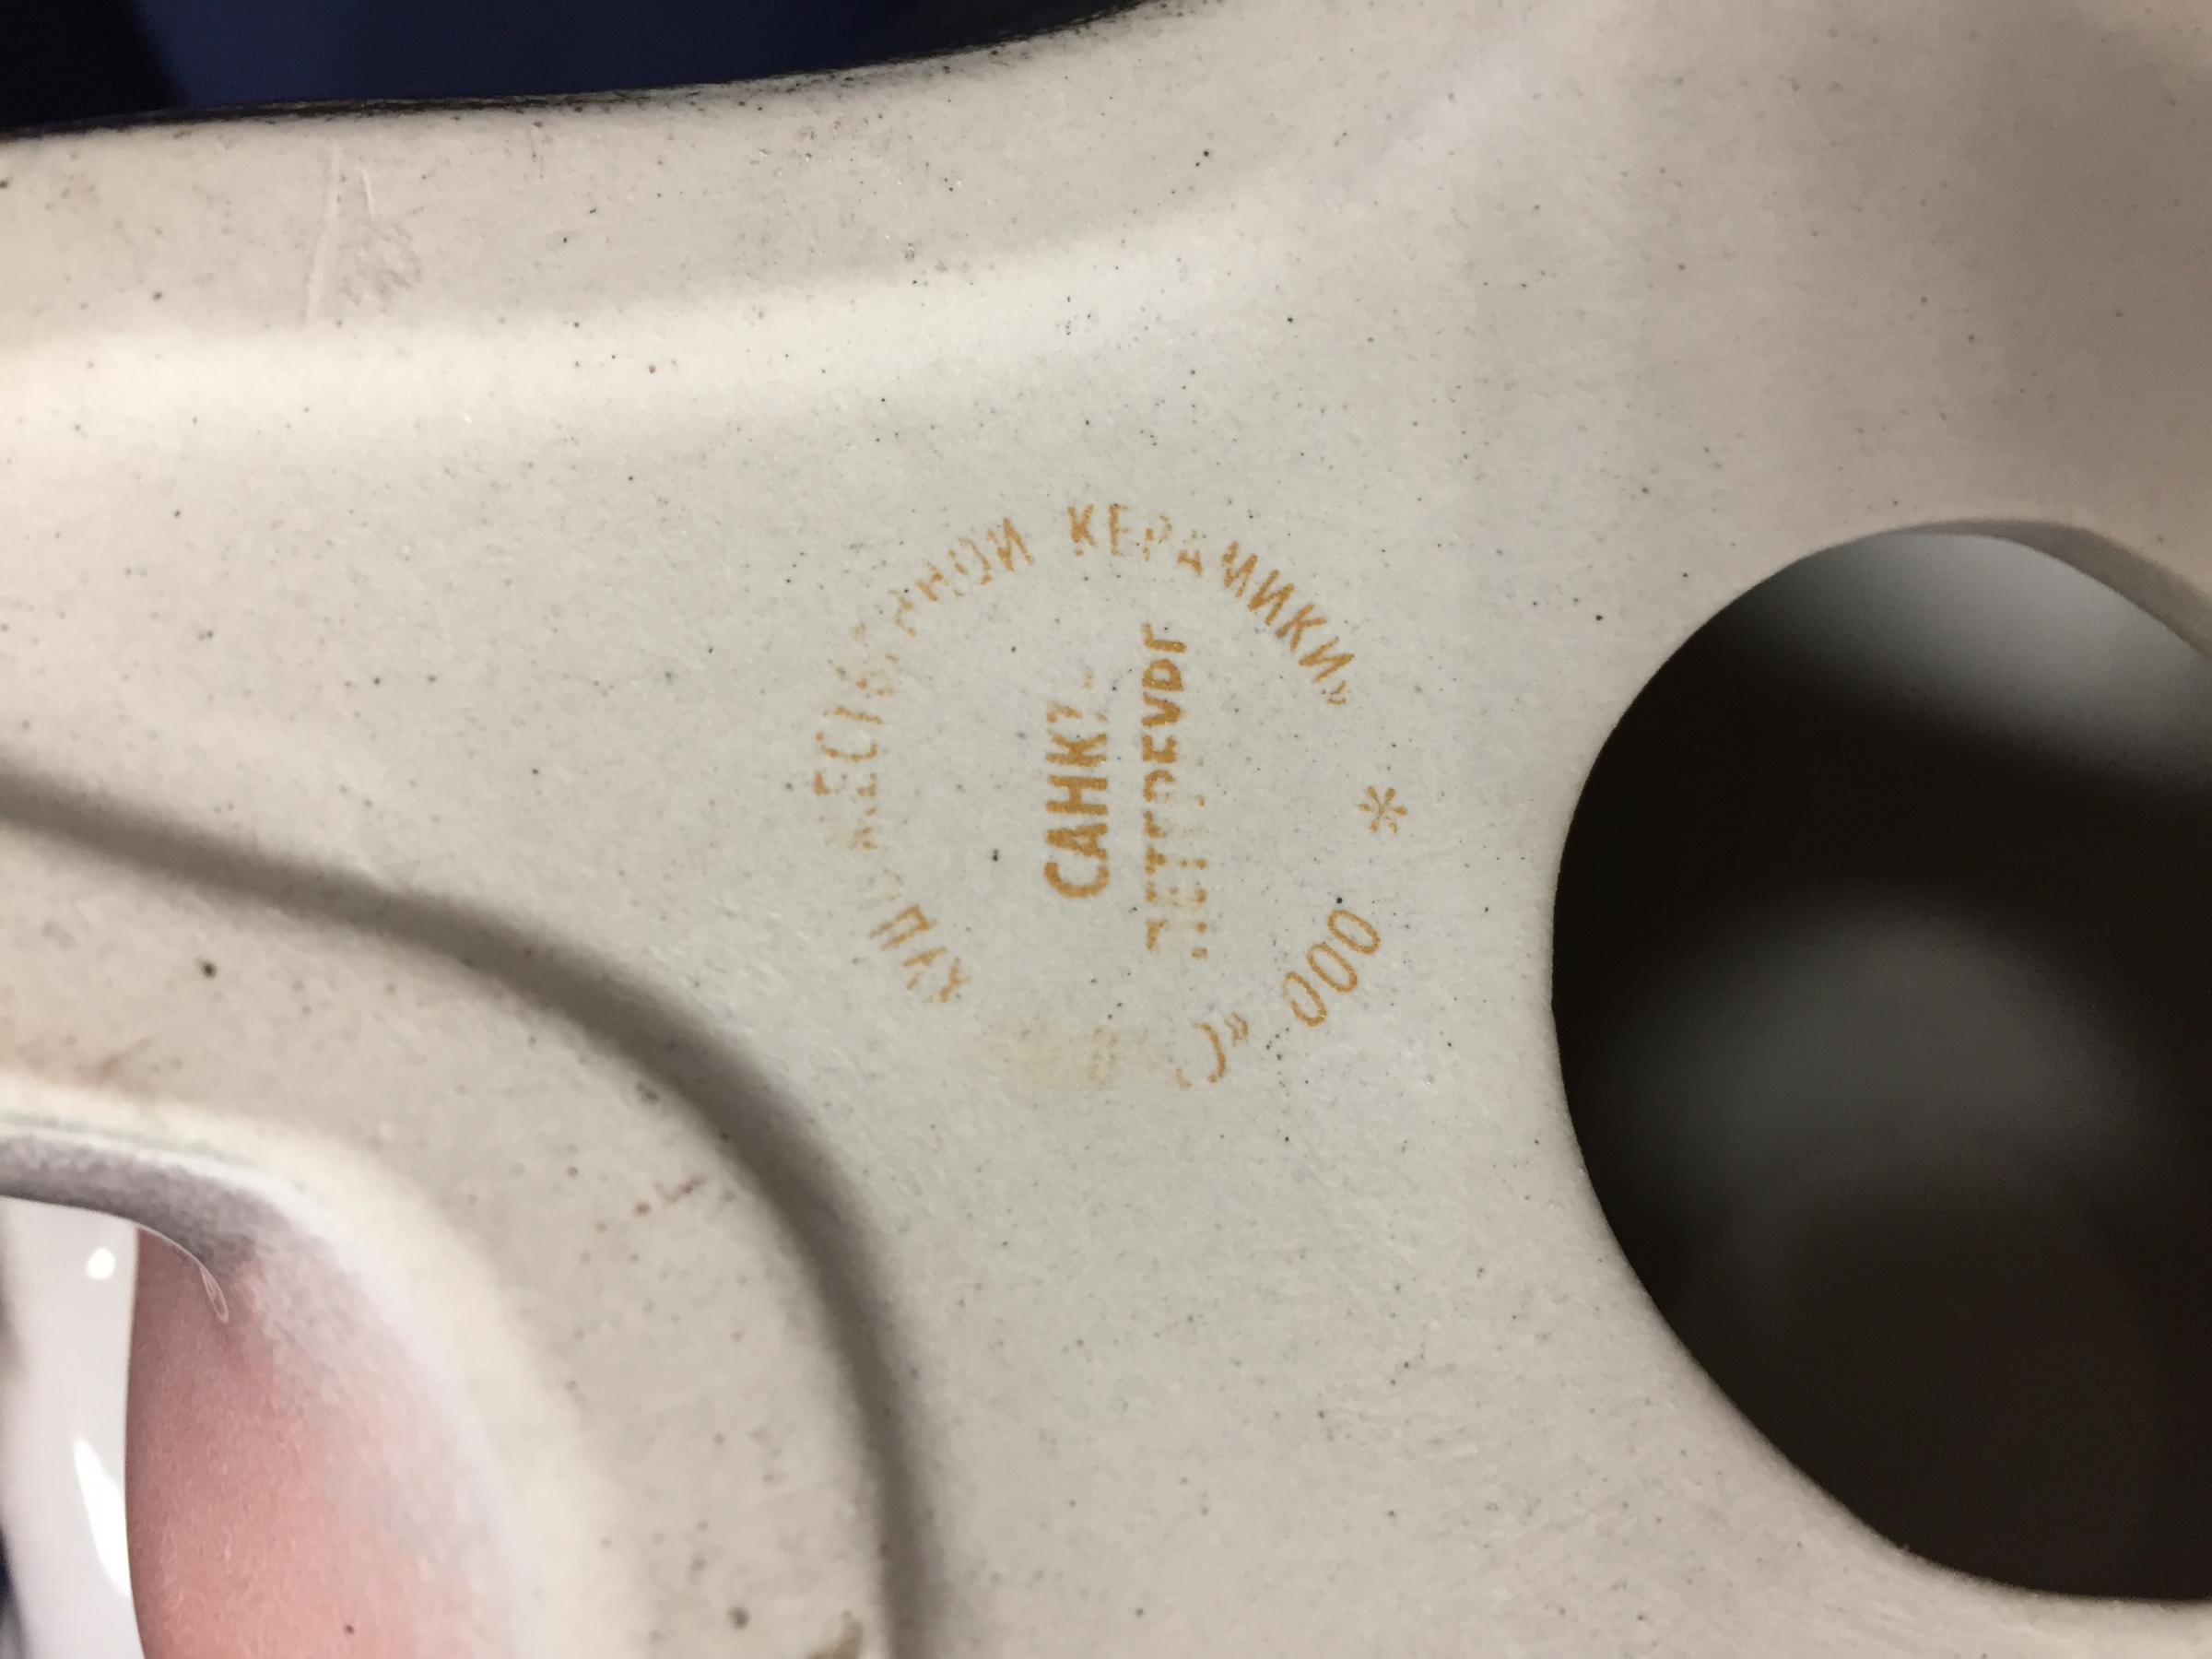 ООО
ХУДОЖЕСТВЕННОЙ КЕРАМИКИ» *
САНКТ-
ПЕТЕРБУРГ